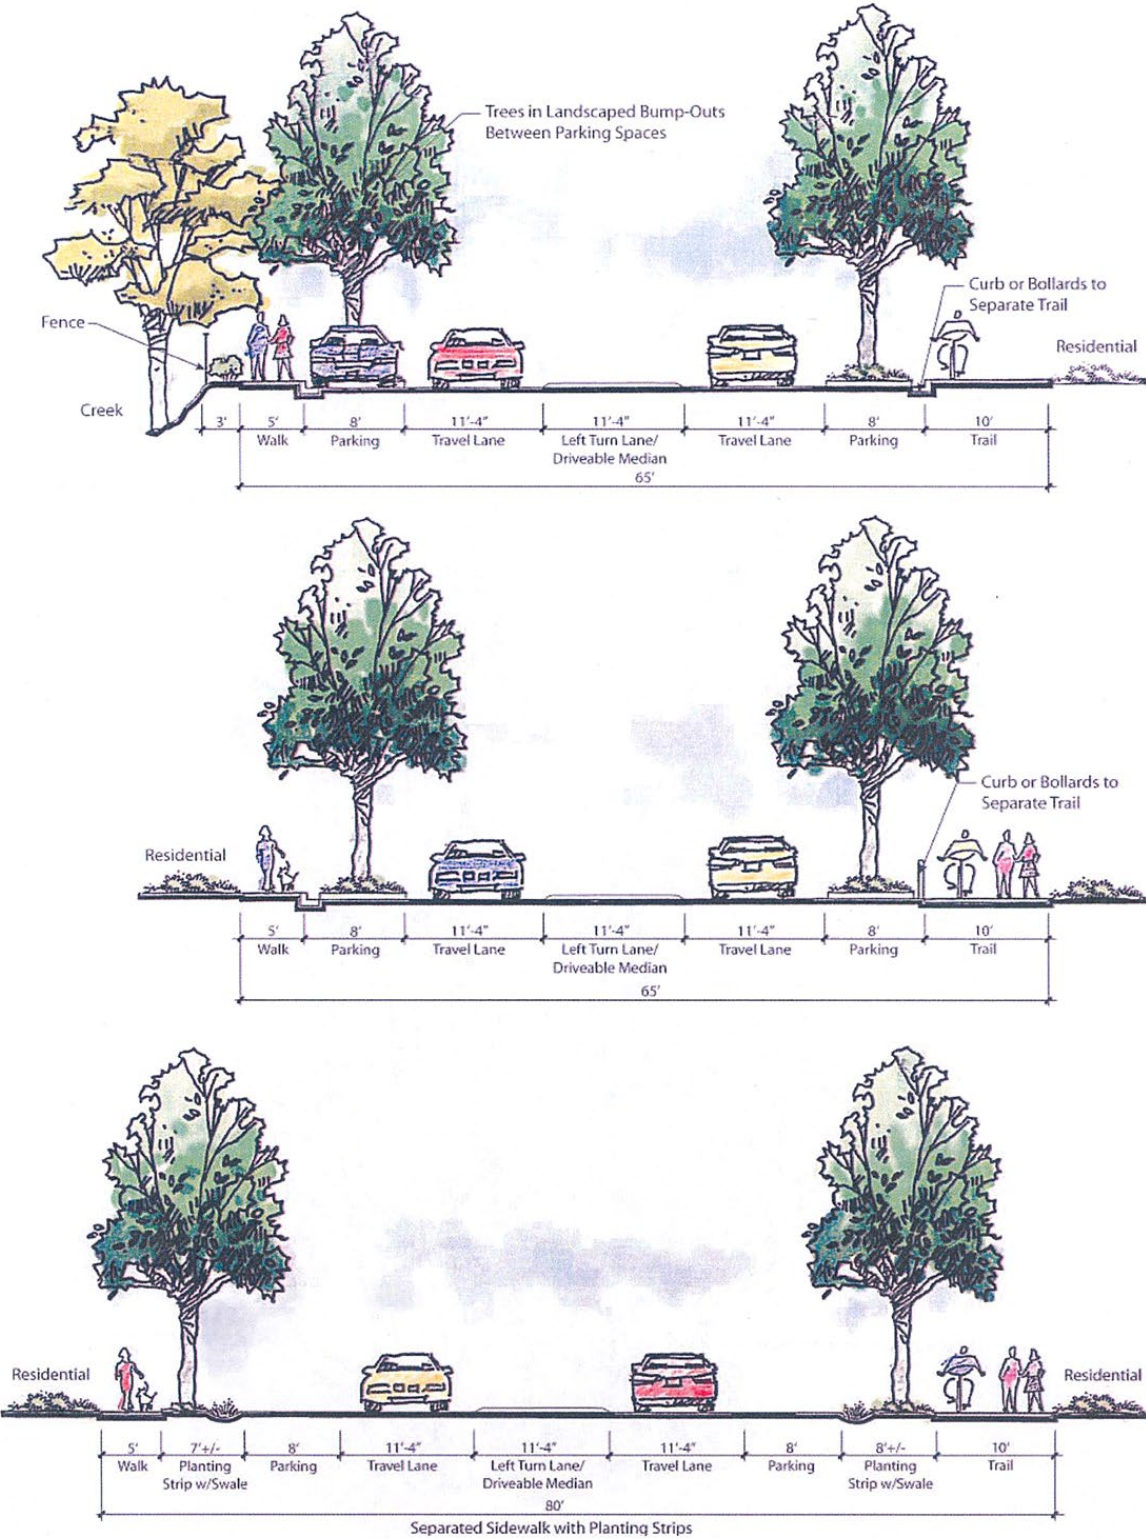 Trees in Landscaped Bump-Outs
Between Parking Spaces
Curb or Bollards to
Separate Trail
Fence
Residential
Creek
3' 5' 8' 11'-4" 11'-4" 11'-4" 8' 10'
Walk Parking Travel Lane Left Turn Lane/ Travel Lane Parking Trail
Driveable Median
65'
Curb or Bollards to
Separate Trail
Residential
5' 8' 11'-4" 11'-4" 11'-4" 8' 10'
Walk Parking Travel Lane Left Turn Lane/ Travel Lane Parking Trail
Driveable Median
65'
Residential Residential
5' 7'+/- 8' 11'-4" 11'-4" 11'-4" 8' 8'+/- 10'
Walk Planting Parking Travel Lane Left Turn Lane/ Travel Lane Parking Planting Trail
Strip w/Swale Driveable Median Strip w/Swale
80'
Separated Sidewalk with Planting Strips